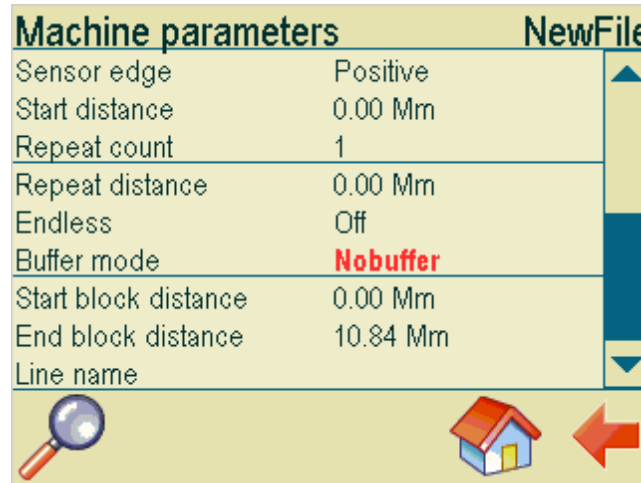 Machine parameters NewFile
Sensor edge Positive
Start distance 0.00 Mm
Repeat count 1
Repeat distance 0.00 Mm
Endless Off
Buffer mode Nobuffer
Start block distance 0.00 Mm
End block distance 10.84 Mm
Line name